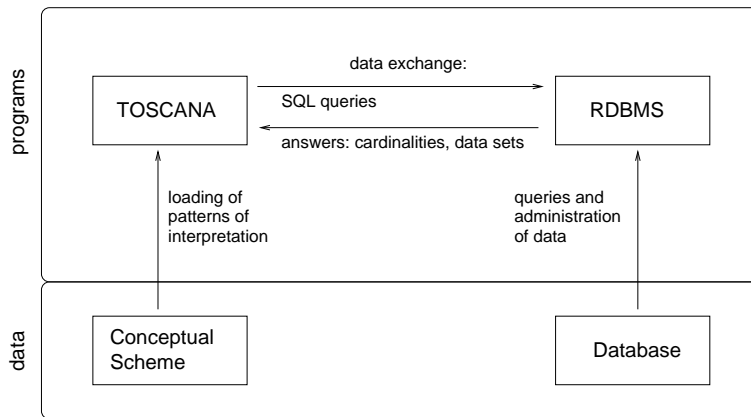 programs
data exchange:
TOSCANA
SQL queries
RDBMS
answers: cardinalities, data sets
loading of
patterns of
interpretation
queries and
administration
of data
data
Conceptual
Scheme
Database